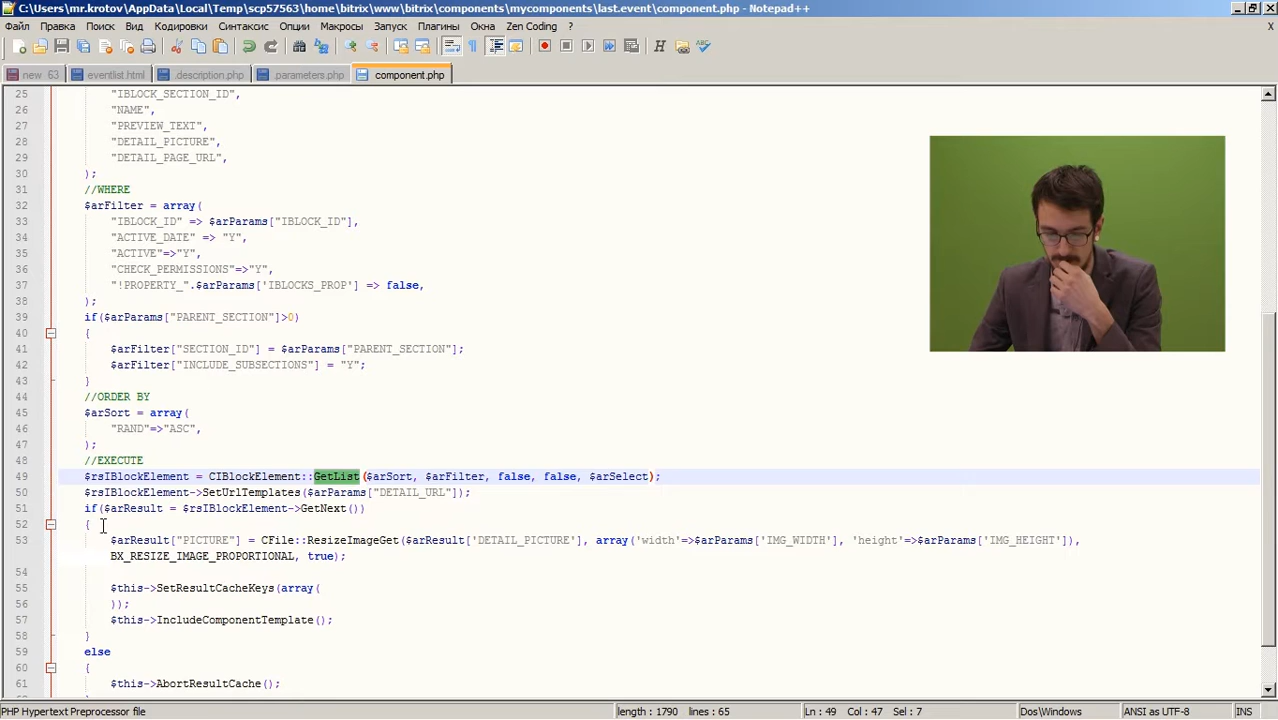 C:\Users\mr.krotov\AppData\Local\Temp\scp57563\home\bitrix\www\bitrix\components\mycomponents\last.event\component.php - Notepad++
Файл Правка Поиск Вид Кодировки Синтаксис Опции Макросы Запуск Плагины Окна Zen Coding X
new 63 eventlist.html .description.php .parameters.php component.php
25 "IBLOCK_SECTION_ID",
26 "NAME",
27 "PREVIEW_TEXT",
28 "DETAIL_PICTURE",
29 "DETAIL_PAGE_URL",
30 );
31 //WHERE
32 $arFilter = array(
33 "IBLOCK_ID" => $arParams["IBLOCK_ID"],
34 "ACTIVE_DATE" => "Y",
35 "ACTIVE"=>"Y",
36 "CHECK_PERMISSIONS"=>"Y",
37 "!PROPERTY_".$arParams['IBLOCKS_PROP'] => false,
38 );
39 if($arParams["PARENT_SECTION"]>0)
40 {
41 $arFilter["SECTION_ID"] = $arParams["PARENT_SECTION"];
42 $arFilter["INCLUDE_SUBSECTIONS"] = "Y";
43 }
44 //ORDER BY
45 $arSort = array(
46 "RAND"=>"ASC",
47 );
48 //EXECUTE
49 $rsIBlockElement = CIBlockElement::GetList($arSort, $arFilter, false, false, $arSelect);
50 $rsIBlockElement->SetUrlTemplates($arParams["DETAIL_URL"]);
51 if($arResult = $rsIBlockElement->GetNext())
52 {
53 $arResult["PICTURE"] = CFile::ResizeImageGet($arResult['DETAIL_PICTURE'], array('width'=>$arParams['IMG_WIDTH'], 'height'=>$arParams['IMG_HEIGHT']),
BX_RESIZE_IMAGE_PROPORTIONAL, true);
54
55 $this->SetResultCacheKeys(array(
56 ));
57 $this->IncludeComponentTemplate();
58 }
59 else
60 {
61 $this->AbortResultCache();
PHP Hypertext Preprocessor file length : 1790 lines : 65 Ln : 49 Col : 47 Sel : 7 Dos\Windows ANSI as UTF-8 INS